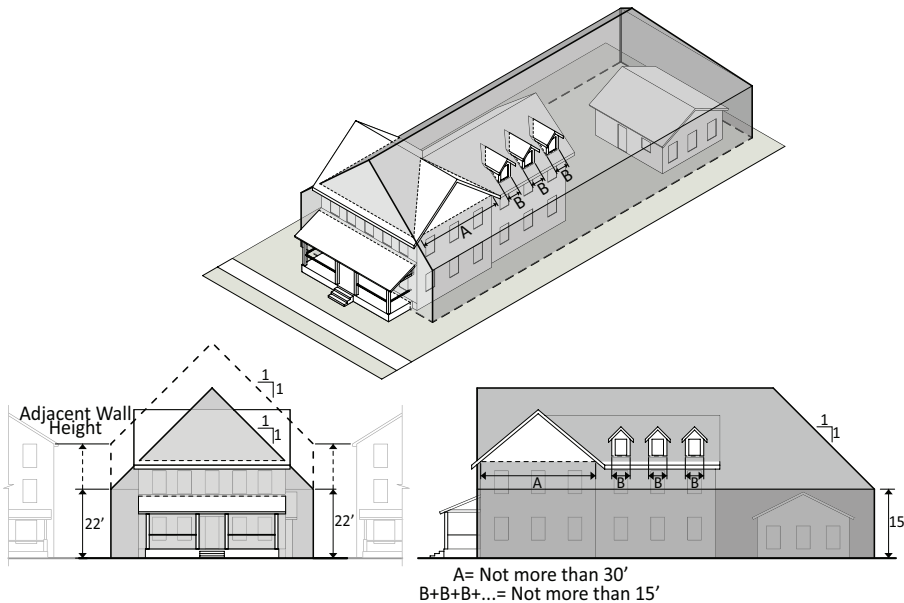 A
B
B
B
1
1
Adjacent Wall
Height
1
1
22'
22'
1
1
A
B
B
B
15
A= Not more than 30'
B+B+B+...= Not more than 15'